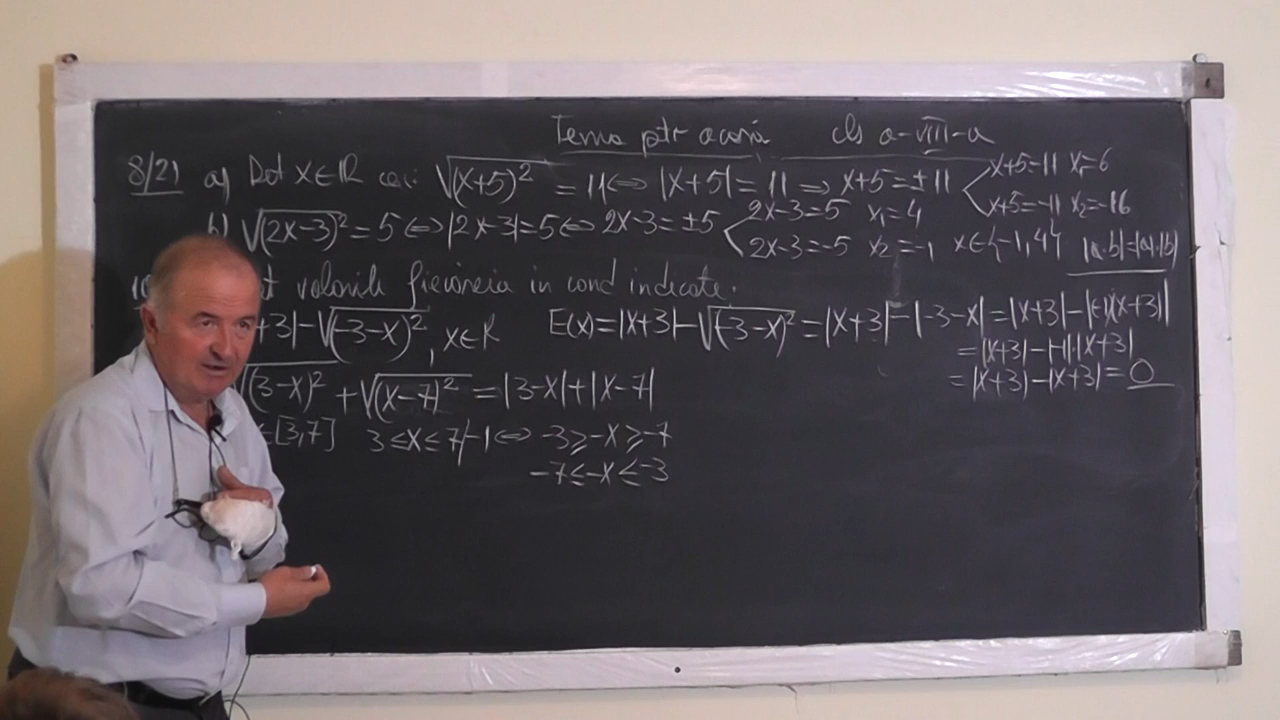 Tema ptr acasă cls a-VIII-a
8/21 a) Det x∈ℝ √(x+5)² = 11 ⇔ |x+5| = 11 ⇒ x+5 = ±11 x+5=11 x₁=6
x+5=-11 x₂=-16
b) √(2x-3)² = 5 ⇔ |2x-3| = 5 ⇔ 2x-3 = ±5 2x-3=5 x₁=4
2x-3=-5 x₂=-1 x∈{-1,4} |a·b|=|a|·|b|
in cond indicate.
+3|-√(-3-x)², x∈ℝ E(x)=|x+3|-√(-3-x)² = |x+3|-|-3-x| = |x+3|-|(-1)(x+3)|
= |x+3|-|-1|·|x+3|
= |x+3|-|x+3| = 0
√(3-x)² + √(x-7)² = |3-x|+|x-7|
∈[3,7] 3≤x≤7/-1 ⇔ -3≥-x≥-7
-7≤-x≤-3